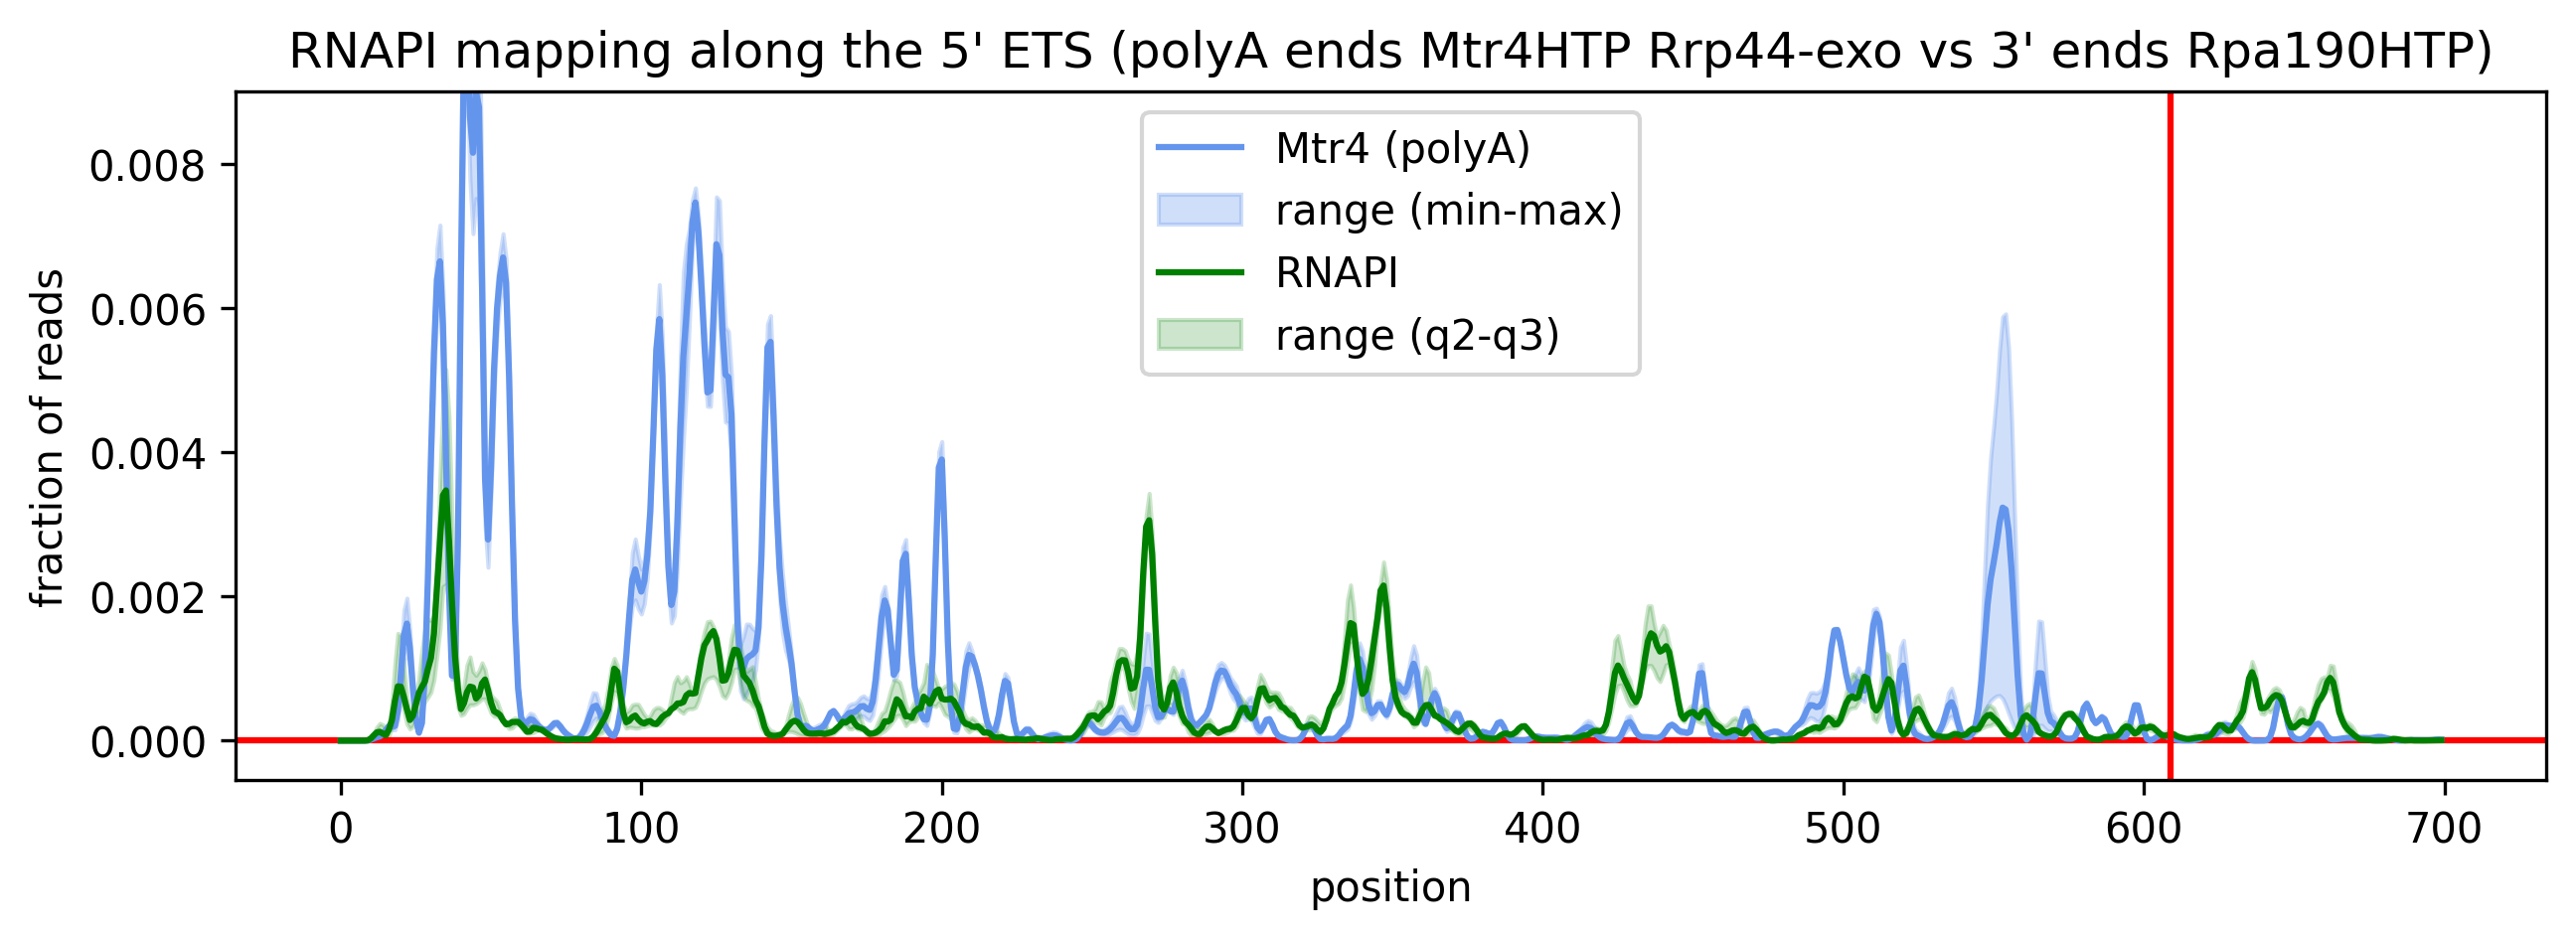 RNAPI mapping along the 5' ETS (polyA ends Mtr4HTP Rrp44-exo vs 3' ends Rpa190HTP)
Mtr4 (polyA)
range (min-max)
RNAPI
range (q2-q3)
fraction of reads
0.008
0.006
0.004
0.002
0.000
0 100 200 300 400 500 600 700
position